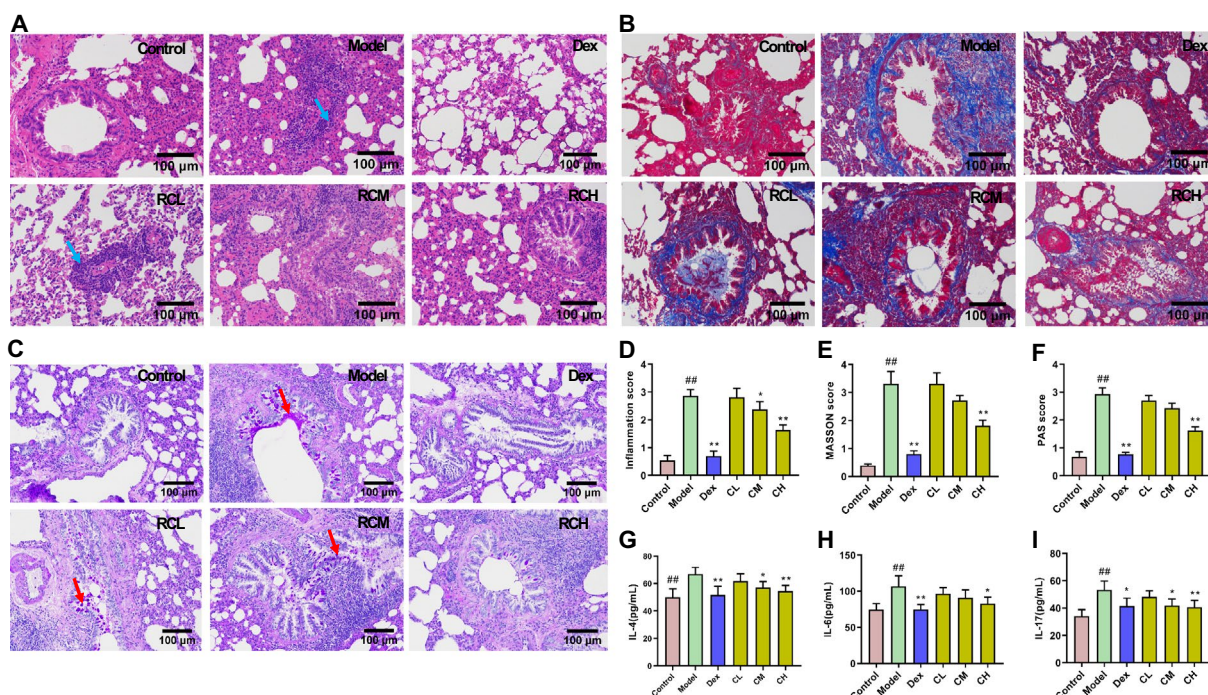 A
Control
Model
Dex
100 µm
100 µm
100 µm
RCL
RCM
RCH
100 µm
100 µm
100 µm
B
Control
Model
Dex
100 µm
100 µm
100 µm
RCL
RCM
RCH
100 µm
100 µm
100 µm
C
Control
Model
Dex
100 µm
100 µm
100 µm
RCL
RCM
RCH
100 µm
100 µm
100 µm
D
Inflammation score
4
3
2
1
0
##
**
*
**
Control
Model
Dex
CL
CM
CH
E
MASSON score
4
3
2
1
0
##
**
**
Control
Model
Dex
CL
CM
CH
F
PAS score
4
3
2
1
0
##
**
**
Control
Model
Dex
CL
CM
CH
G
IL-4(pg/mL)
80
60
40
20
0
##
**
*
**
Control
Model
Dex
CL
CM
CH
H
IL-6(pg/mL)
150
100
50
0
##
**
*
Control
Model
Dex
CL
CM
CH
I
IL-17(pg/mL)
80
60
40
20
0
##
*
*
**
Control
Model
Dex
CL
CM
CH